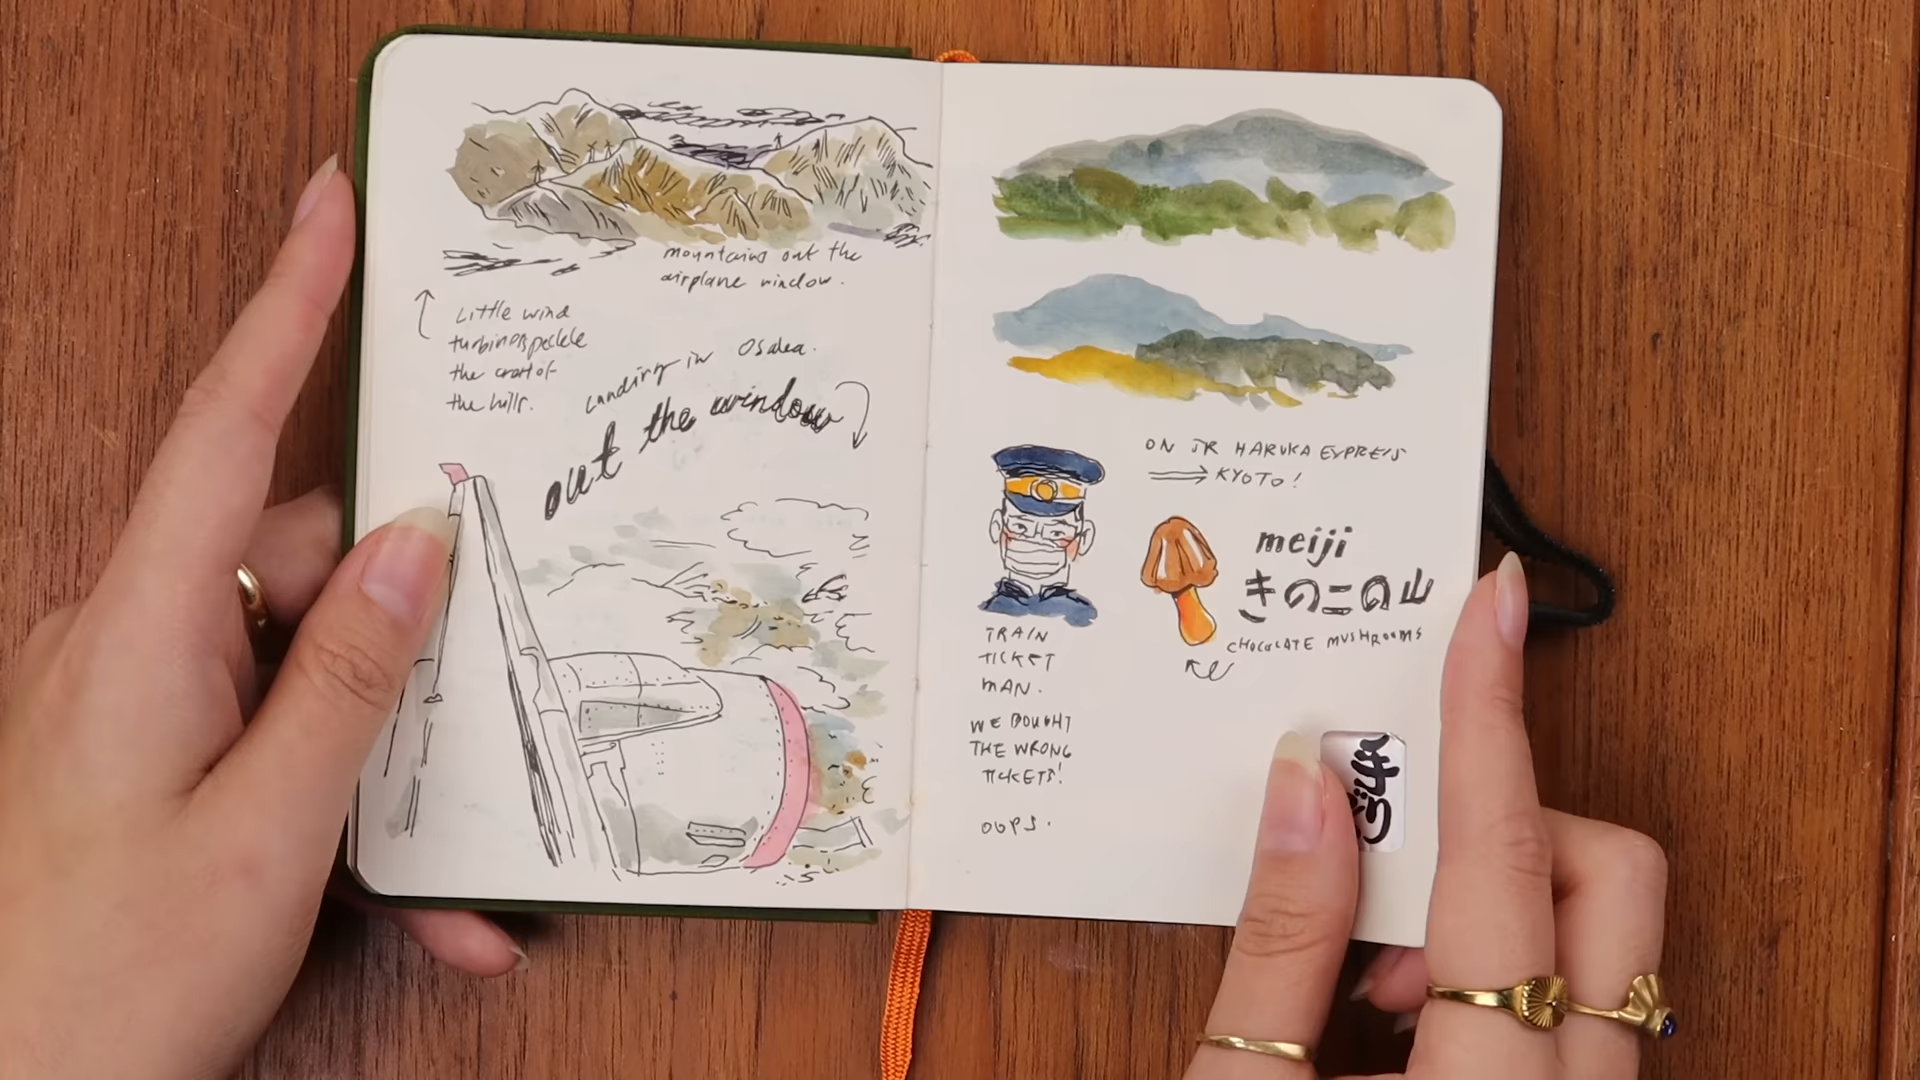 mountains out the
airplane window.
Little wind
turbines speckle
the crest of
the hills.
Landing in Osaka.
out the window
ON JR HARUKA EXPRESS
KYOTO!
meiji
きのこの山
CHOCOLATE MUSHROOMS
TRAIN
TICKET
MAN.
WE BOUGHT
THE WRONG
TICKETS!
OOPS.
手
り